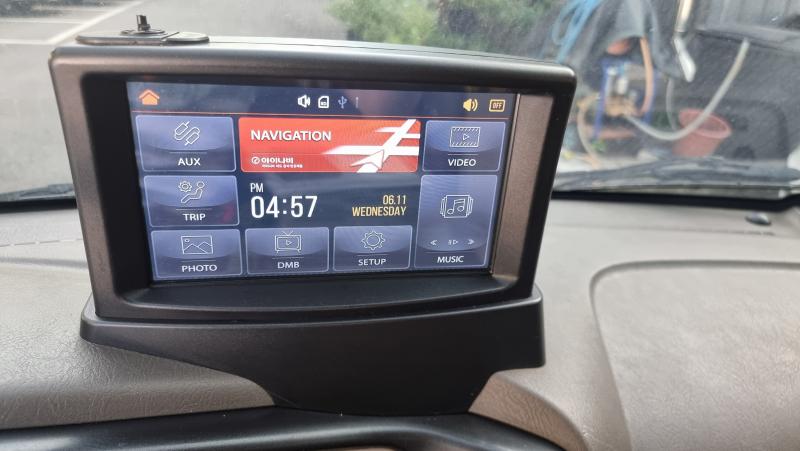 OFF
AUX
NAVIGATION
아이나비
VIDEO
TRIP
PM
04:57
06.11
WEDNESDAY
PHOTO
DMB
SETUP
MUSIC